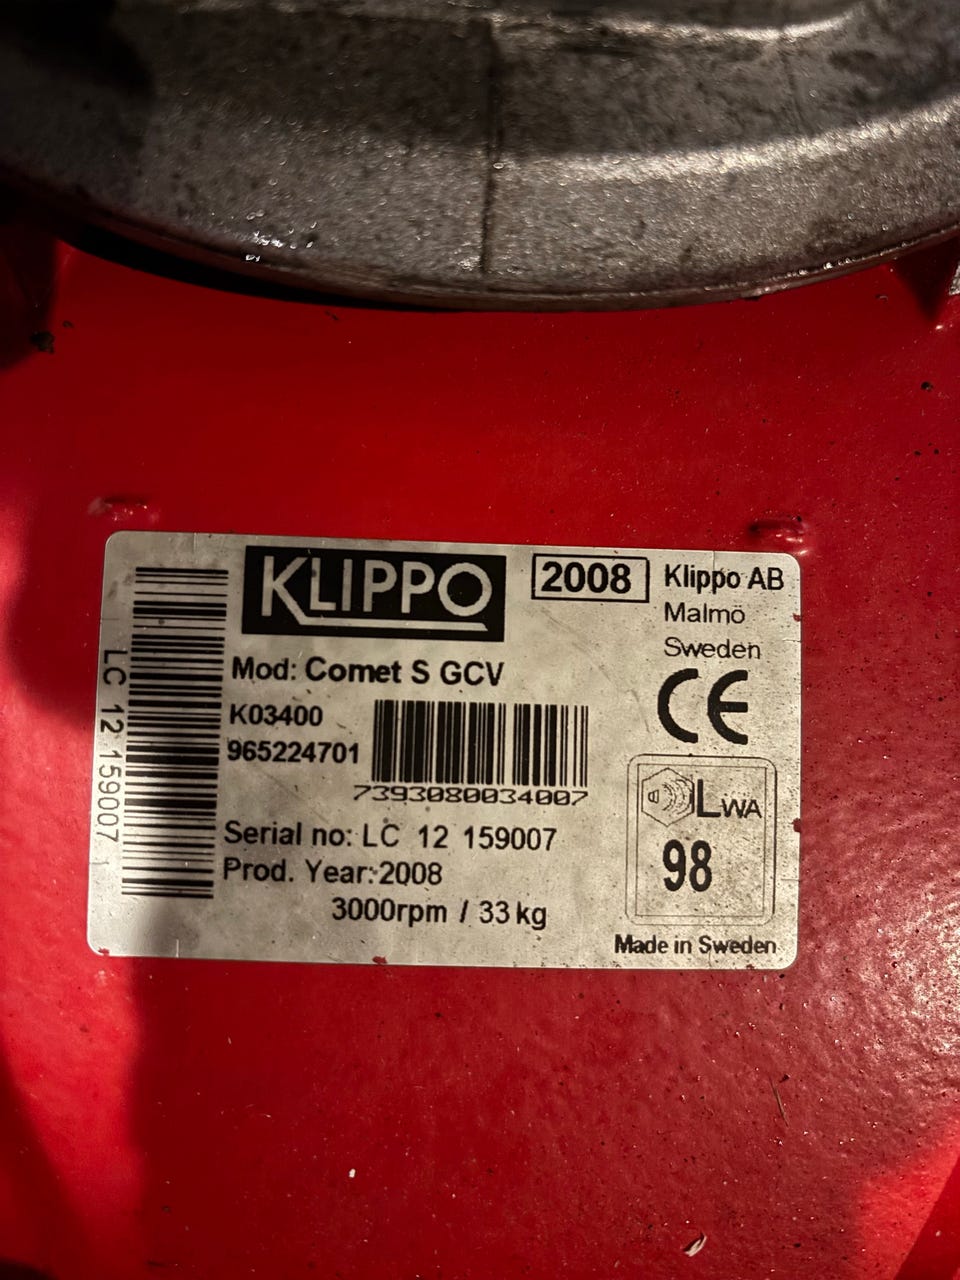 KLIPPO
2008
Klippo AB
Malmö
Sweden
Mod: Comet S GCV
K03400
965224701
7393080034007
LC 12 159007
Serial no: LC 12 159007
Prod. Year: 2008
3000rpm / 33 kg
CE
LWA
98
Made in Sweden